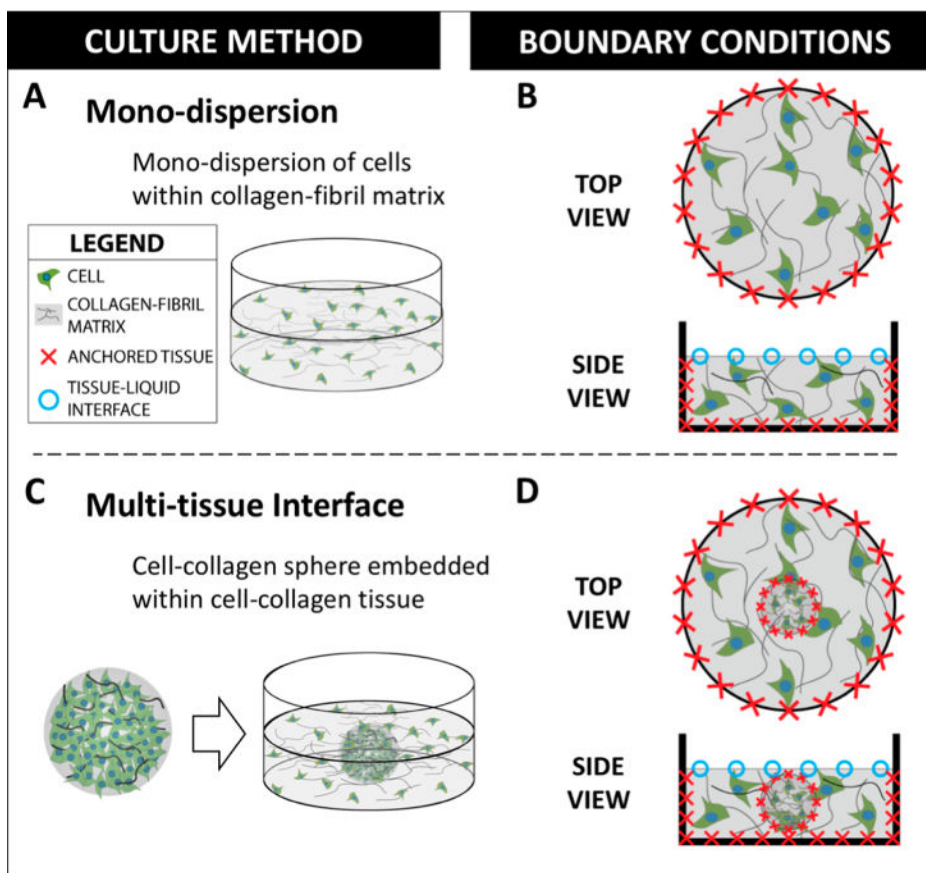 CULTURE METHOD
BOUNDARY CONDITIONS
A
Mono-dispersion
Mono-dispersion of cells
within collagen-fibril matrix
LEGEND
CELL
COLLAGEN-FIBRIL
MATRIX
ANCHORED TISSUE
TISSUE-LIQUID
INTERFACE
B
TOP
VIEW
SIDE
VIEW
C
Multi-tissue Interface
Cell-collagen sphere embedded
within cell-collagen tissue
D
TOP
VIEW
SIDE
VIEW